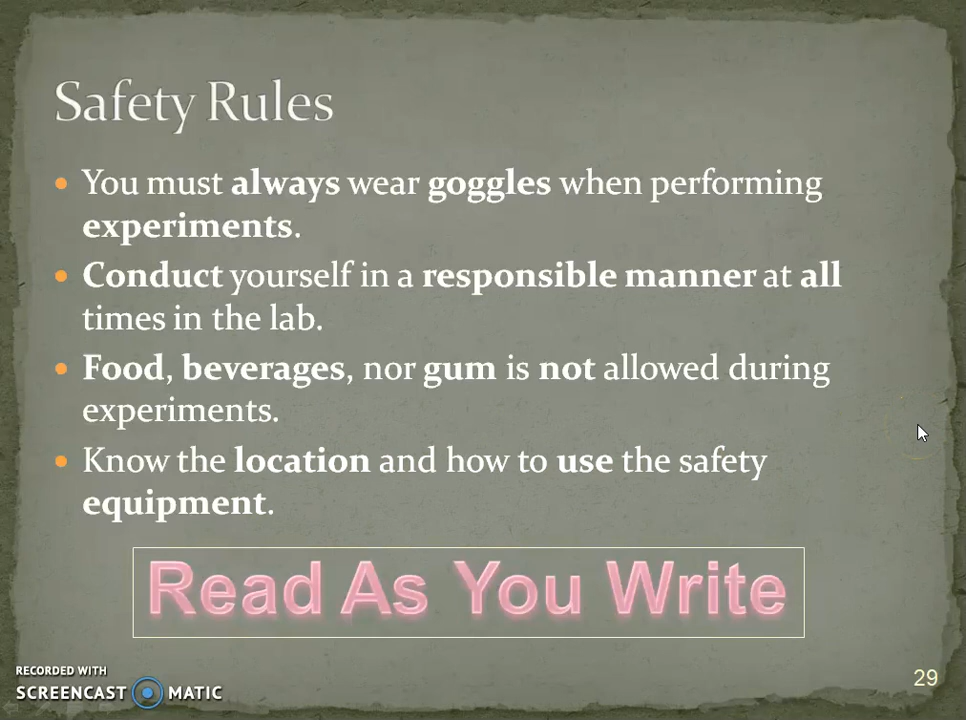 Safety Rules
• You must always wear goggles when performing
experiments.
• Conduct yourself in a responsible manner at all
times in the lab.
• Food, beverages, nor gum is not allowed during
experiments.
• Know the location and how to use the safety
equipment.
Read As You Write
RECORDED WITH
SCREENCAST MATIC
29